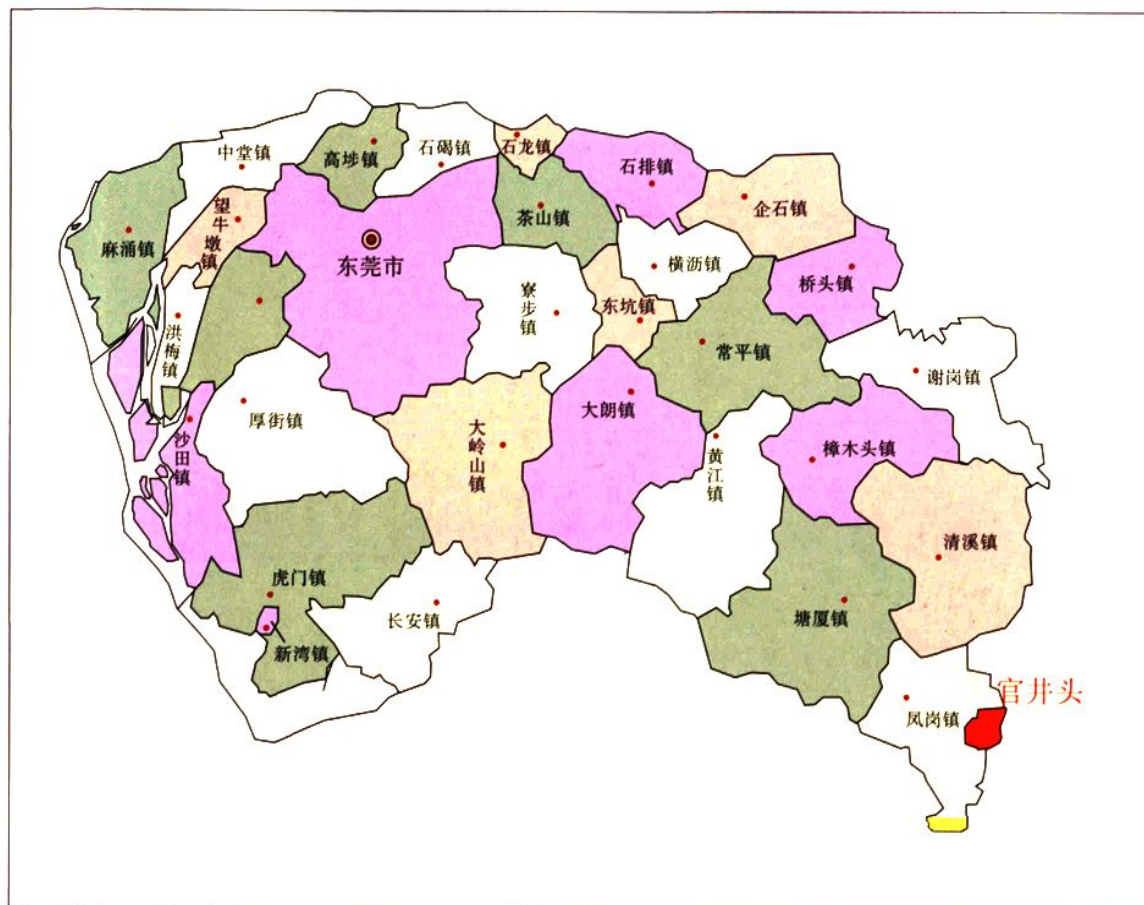 中堂镇
高埗镇
石碣镇
石龙镇
石排镇
企石镇
麻涌镇
望牛墩镇
茶山镇
东莞市
横沥镇
桥头镇
洪梅镇
寮步镇
东坑镇
常平镇
谢岗镇
厚街镇
大朗镇
沙田镇
大岭山镇
黄江镇
樟木头镇
清溪镇
虎门镇
长安镇
塘厦镇
新湾镇
官井头
凤岗镇